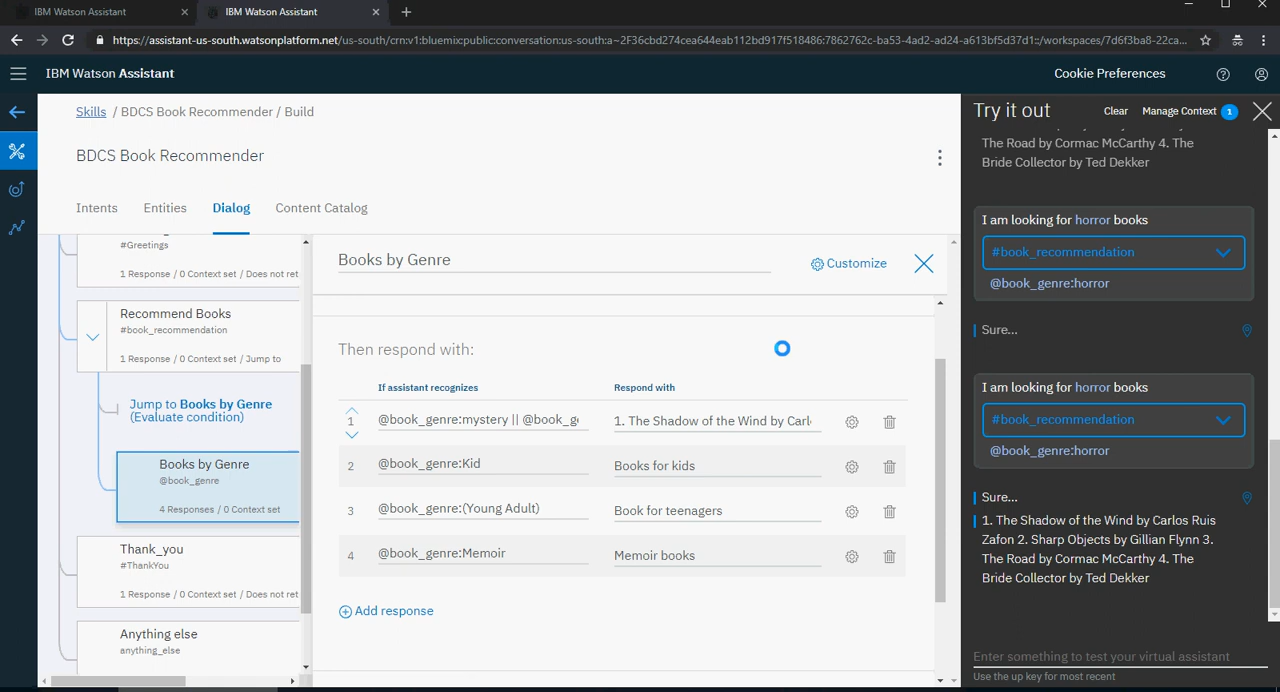 IBM Watson Assistant
IBM Watson Assistant
https://assistant-us-south.watsonplatform.net/us-south/crn:v1:bluemix:public:conversation:us-south:a~2F36cbd274cea644eab112bd917f518486:7862762c-ba53-4ad2-ad24-a613bf5d37d1::/workspaces/7d6f3ba8-22ca...
IBM Watson Assistant
Cookie Preferences
Skills / BDCS Book Recommender / Build
BDCS Book Recommender
Intents Entities Dialog Content Catalog
#Greetings
1 Response / 0 Context set / Does not ret
Recommend Books
#book_recommendation
1 Response / 0 Context set / Jump to
Jump to Books by Genre
(Evaluate condition)
Books by Genre
@book_genre
4 Responses / 0 Context set
Thank_you
#ThankYou
1 Response / 0 Context set / Does not ret
Anything else
anything_else
Books by Genre
Customize
Then respond with:
If assistant recognizes Respond with
1 @book_genre:mystery || @book_ge 1. The Shadow of the Wind by Carl
2 @book_genre:Kid Books for kids
3 @book_genre:(Young Adult) Book for teenagers
4 @book_genre:Memoir Memoir books
Add response
Try it out Clear Manage Context 1
The Road by Cormac McCarthy 4. The
Bride Collector by Ted Dekker
I am looking for horror books
#book_recommendation
@book_genre:horror
Sure...
I am looking for horror books
#book_recommendation
@book_genre:horror
Sure...
1. The Shadow of the Wind by Carlos Ruis
Zafon 2. Sharp Objects by Gillian Flynn 3.
The Road by Cormac McCarthy 4. The
Bride Collector by Ted Dekker
Enter something to test your virtual assistant
Use the up key for most recent